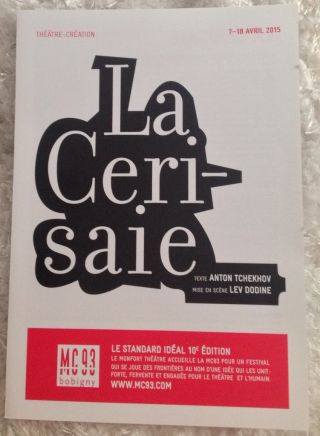 THÉÂTRE-CRÉATION
7–18 AVRIL 2015
La
Ceri-
saie
TEXTE ANTON TCHEKHOV
MISE EN SCÈNE LEV DODINE
MC93
bobigny
LE STANDARD IDÉAL 10E ÉDITION
LE MONFORT THÉÂTRE ACCUEILLE LA MC93 POUR UN FESTIVAL
QUI SE JOUE DES FRONTIÈRES AU NOM D'UNE IDÉE QUI LES UNIT:
FORTE, FERVENTE ET ENGAGÉE POUR LE THÉÂTRE ET L'HUMAIN.
WWW.MC93.COM